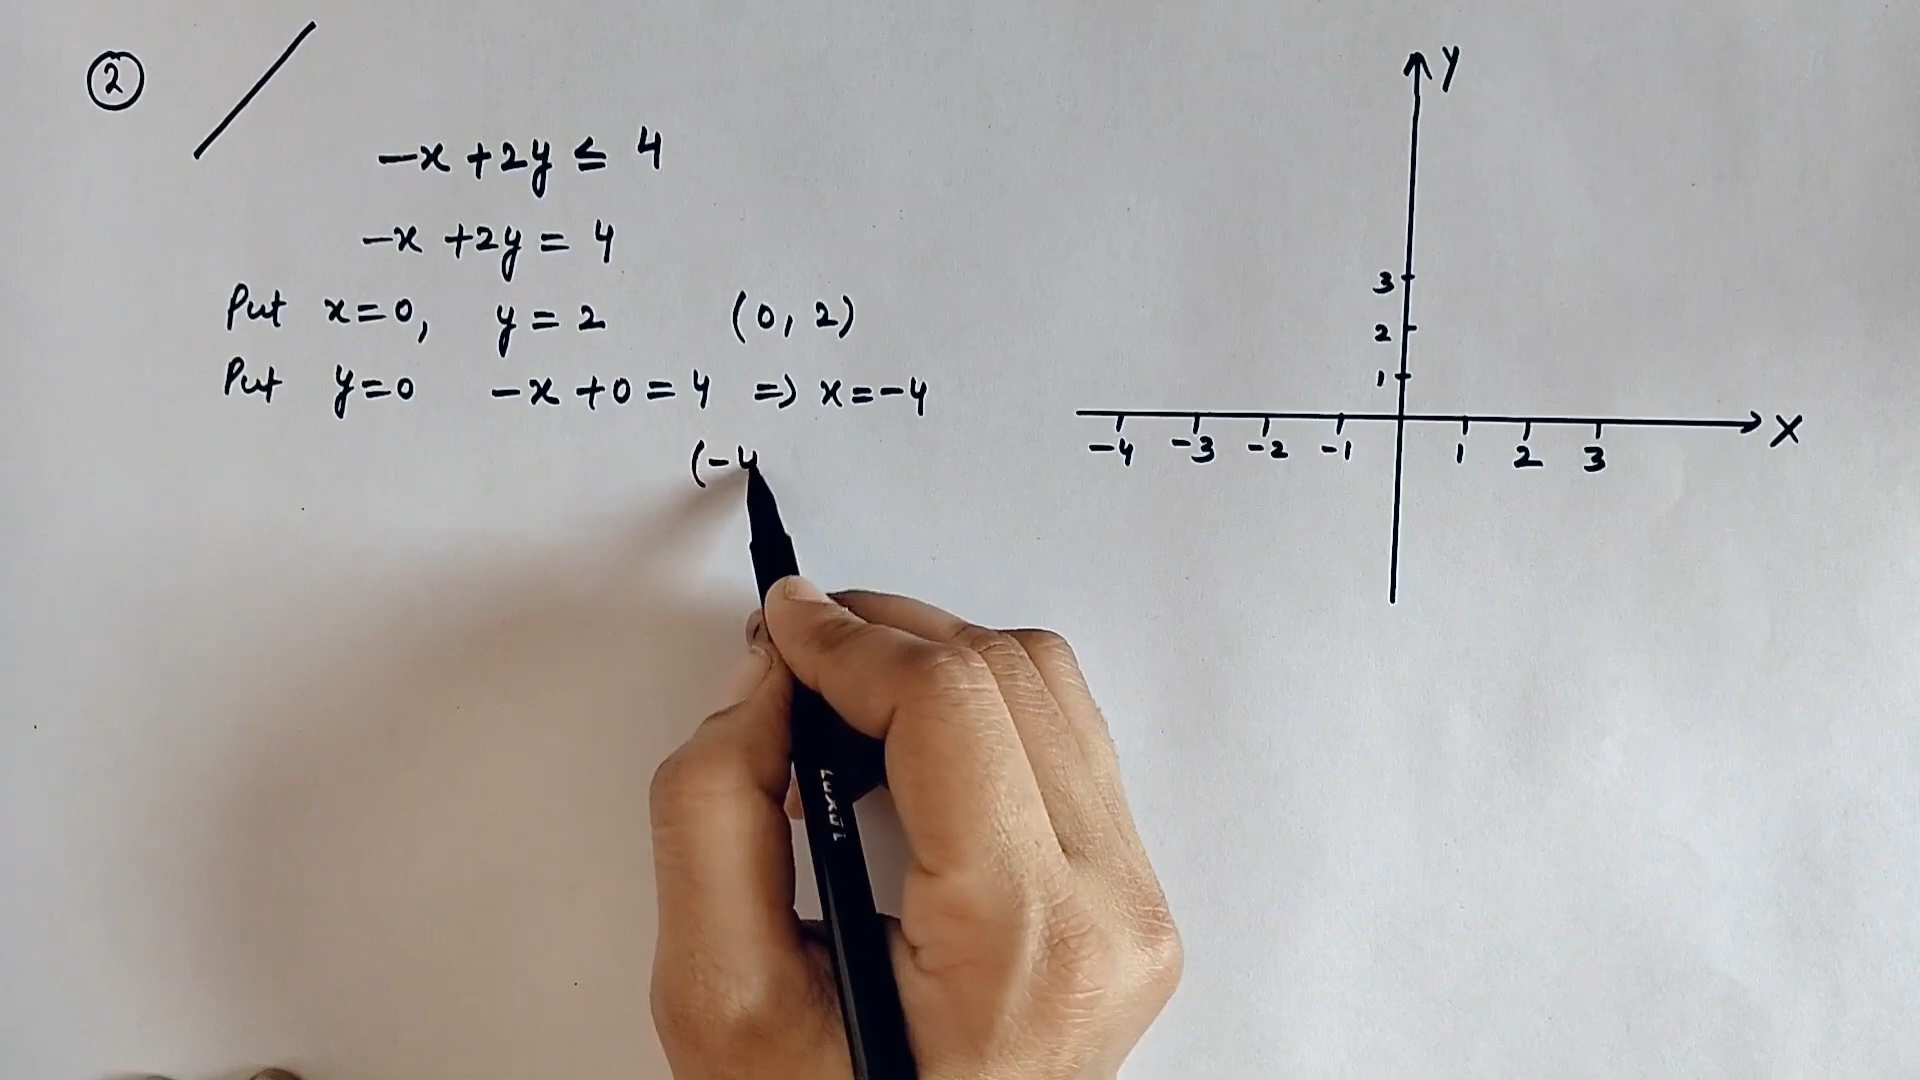 ②
-x + 2y ≤ 4
-x + 2y = 4
Put x=0, y = 2 (0, 2)
Put y=0 -x + 0 = 4 => x = -4
(-4
Y
3
2
1
-4 -3 -2 -1 1 2 3 X
LUXOR